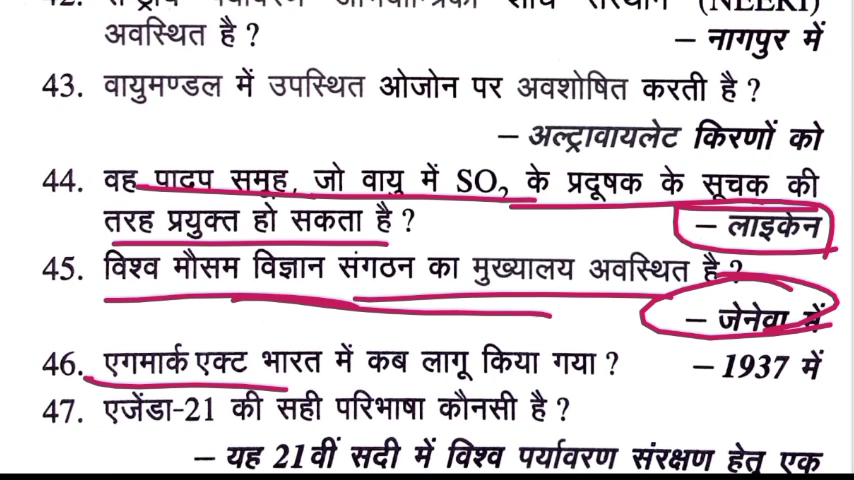 (NEERI)
अवस्थित है ? – नागपुर में
43. वायुमण्डल में उपस्थित ओजोन पर अवशोषित करती है ?
– अल्ट्रावायलेट किरणों को
44. वह पादप समूह, जो वायु में SO₂ के प्रदूषक के सूचक की
तरह प्रयुक्त हो सकता है ? – लाइकेन
45. विश्व मौसम विज्ञान संगठन का मुख्यालय अवस्थित है ?
– जेनेवा में
46. एगमार्क एक्ट भारत में कब लागू किया गया ? – 1937 में
47. एजेंडा-21 की सही परिभाषा कौनसी है ?
– यह 21वीं सदी में विश्व पर्यावरण संरक्षण हेतु एक